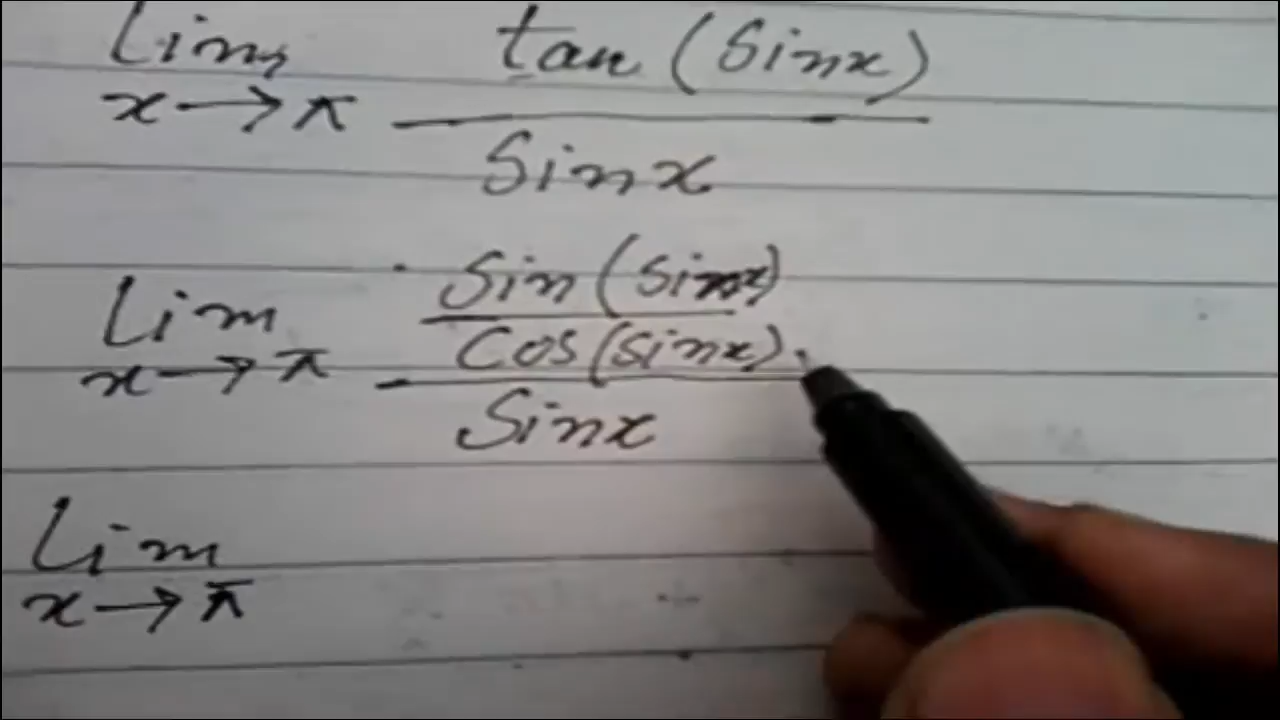 Lim tan (Sinx)
x → π Sinx
Lim Sin (Sinx)
x → π Cos (Sinx)
Sinx
Lim
x → π